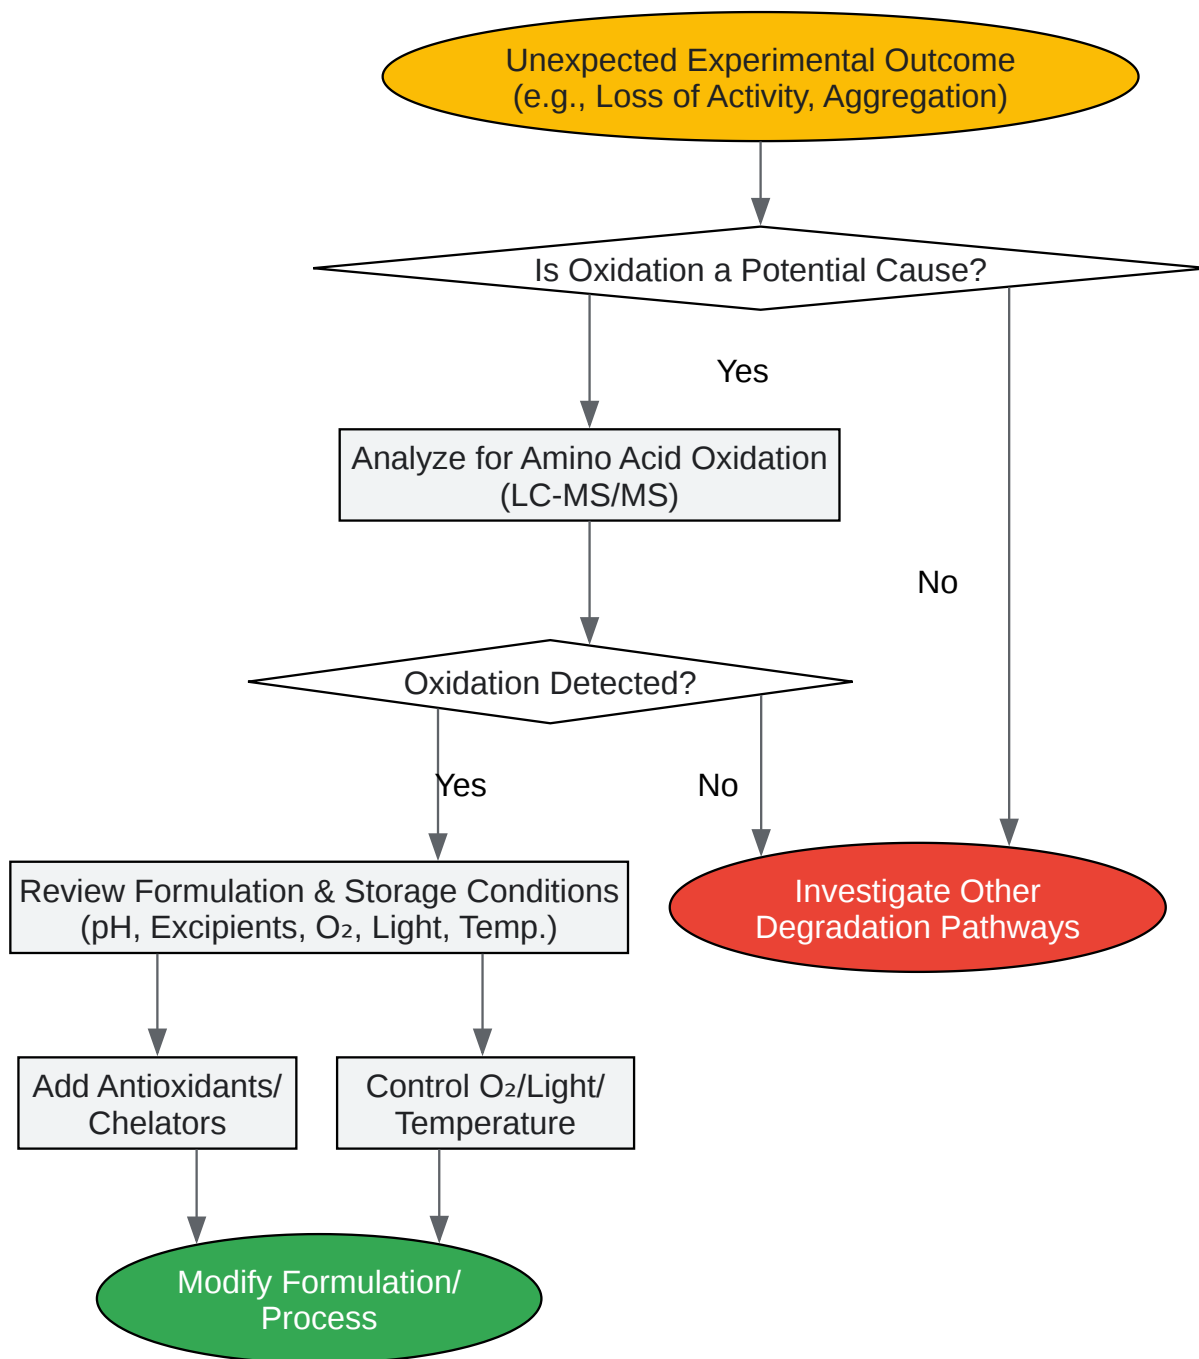 Unexpected Experimental Outcome
(e.g., Loss of Activity, Aggregation)
Is Oxidation a Potential Cause?
Yes
Analyze for Amino Acid Oxidation
(LC-MS/MS)
No
Oxidation Detected?
Yes
No
Review Formulation & Storage Conditions
(pH, Excipients, O₂, Light, Temp.)
Investigate Other
Degradation Pathways
Add Antioxidants/
Chelators
Control O₂/Light/
Temperature
Modify Formulation/
Process